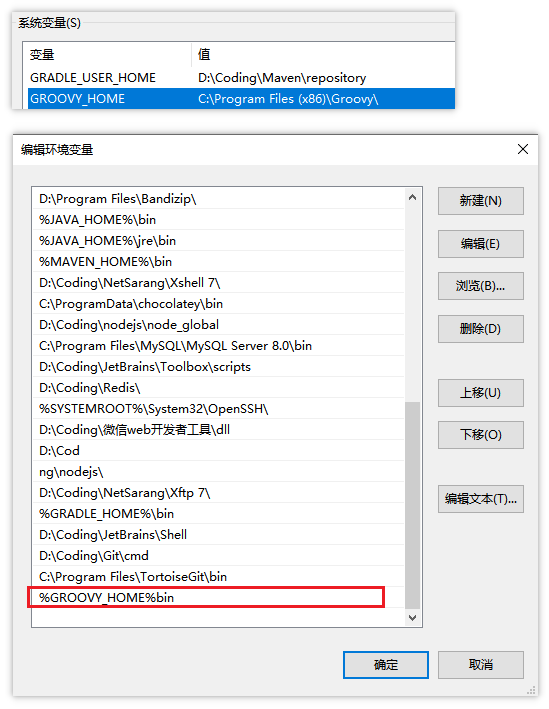 系统变量(S)
变量 值
GRADLE_USER_HOME D:\Coding\Maven\repository
GROOVY_HOME C:\Program Files (x86)\Groovy\
编辑环境变量
D:\Program Files\Bandizip\
%JAVA_HOME%\bin
%JAVA_HOME%\jre\bin
%MAVEN_HOME%\bin
D:\Coding\NetSarang\Xshell 7\
C:\ProgramData\chocolatey\bin
D:\Coding\nodejs\node_global
C:\Program Files\MySQL\MySQL Server 8.0\bin
D:\Coding\JetBrains\Toolbox\scripts
D:\Coding\Redis\
%SYSTEMROOT%\System32\OpenSSH\
D:\Coding\微信web开发者工具\dll
D:\Cod
ng\nodejs\
D:\Coding\NetSarang\Xftp 7\
%GRADLE_HOME%\bin
D:\Coding\JetBrains\Shell
D:\Coding\Git\cmd
C:\Program Files\TortoiseGit\bin
%GROOVY_HOME%bin
新建(N)
编辑(E)
浏览(B)...
删除(D)
上移(U)
下移(O)
编辑文本(T)...
确定
取消